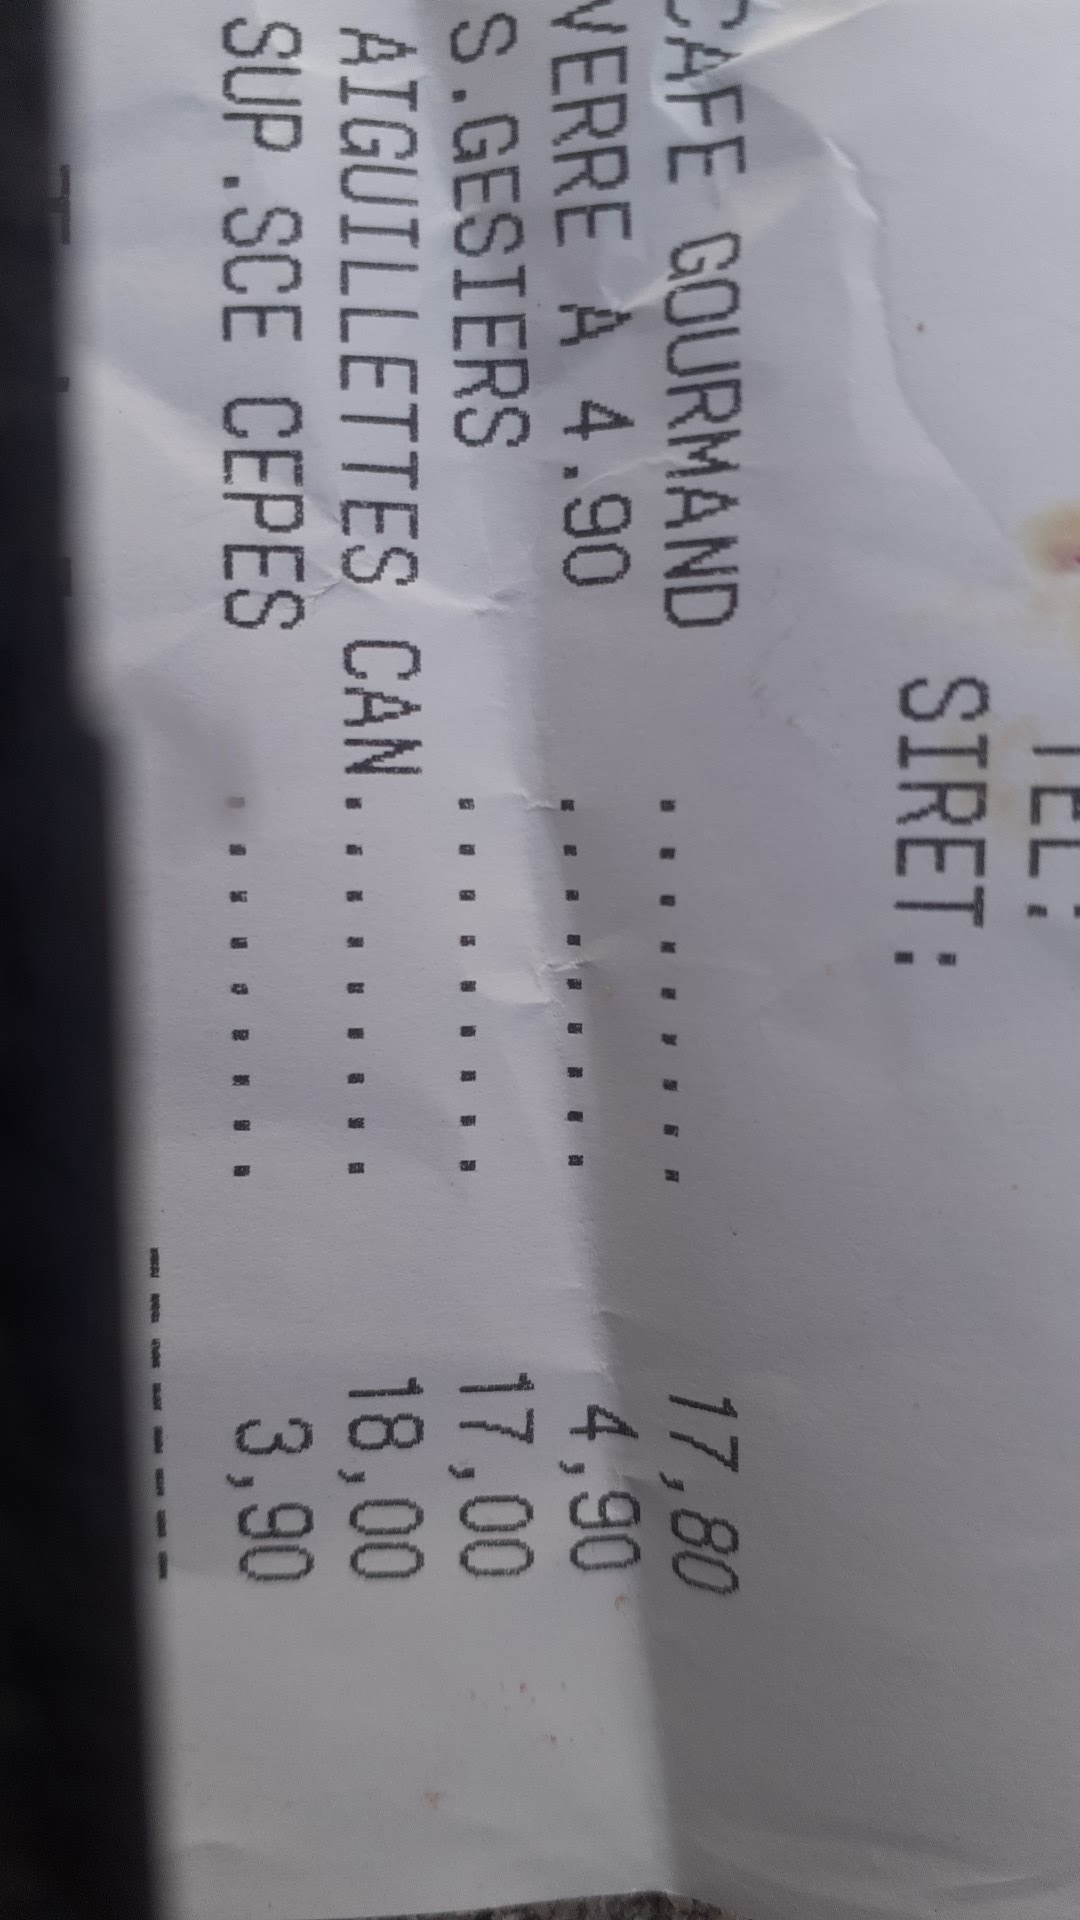 TEL:
SIRET:
CAFE GOURMAND ......... 17,80
VERRE A 4.90 ......... 4,90
S.GESIERS ......... 17,00
AIGUILLETTES CAN......... 18,00
SUP.SCE CEPES ......... 3,90
--------